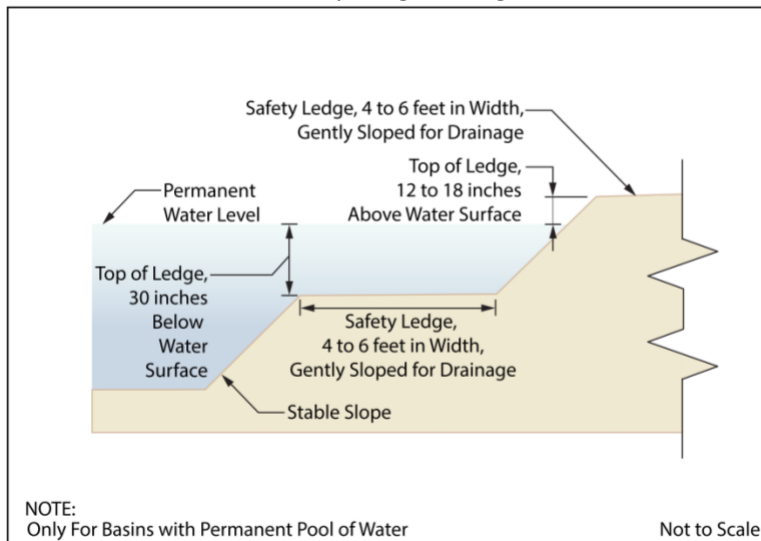 Safety Ledge, 4 to 6 feet in Width,
Gently Sloped for Drainage
Top of Ledge,
12 to 18 inches
Above Water Surface
Permanent
Water Level
Top of Ledge,
30 inches
Below
Water
Surface
Safety Ledge,
4 to 6 feet in Width,
Gently Sloped for Drainage
Stable Slope
NOTE:
Only For Basins with Permanent Pool of Water
Not to Scale